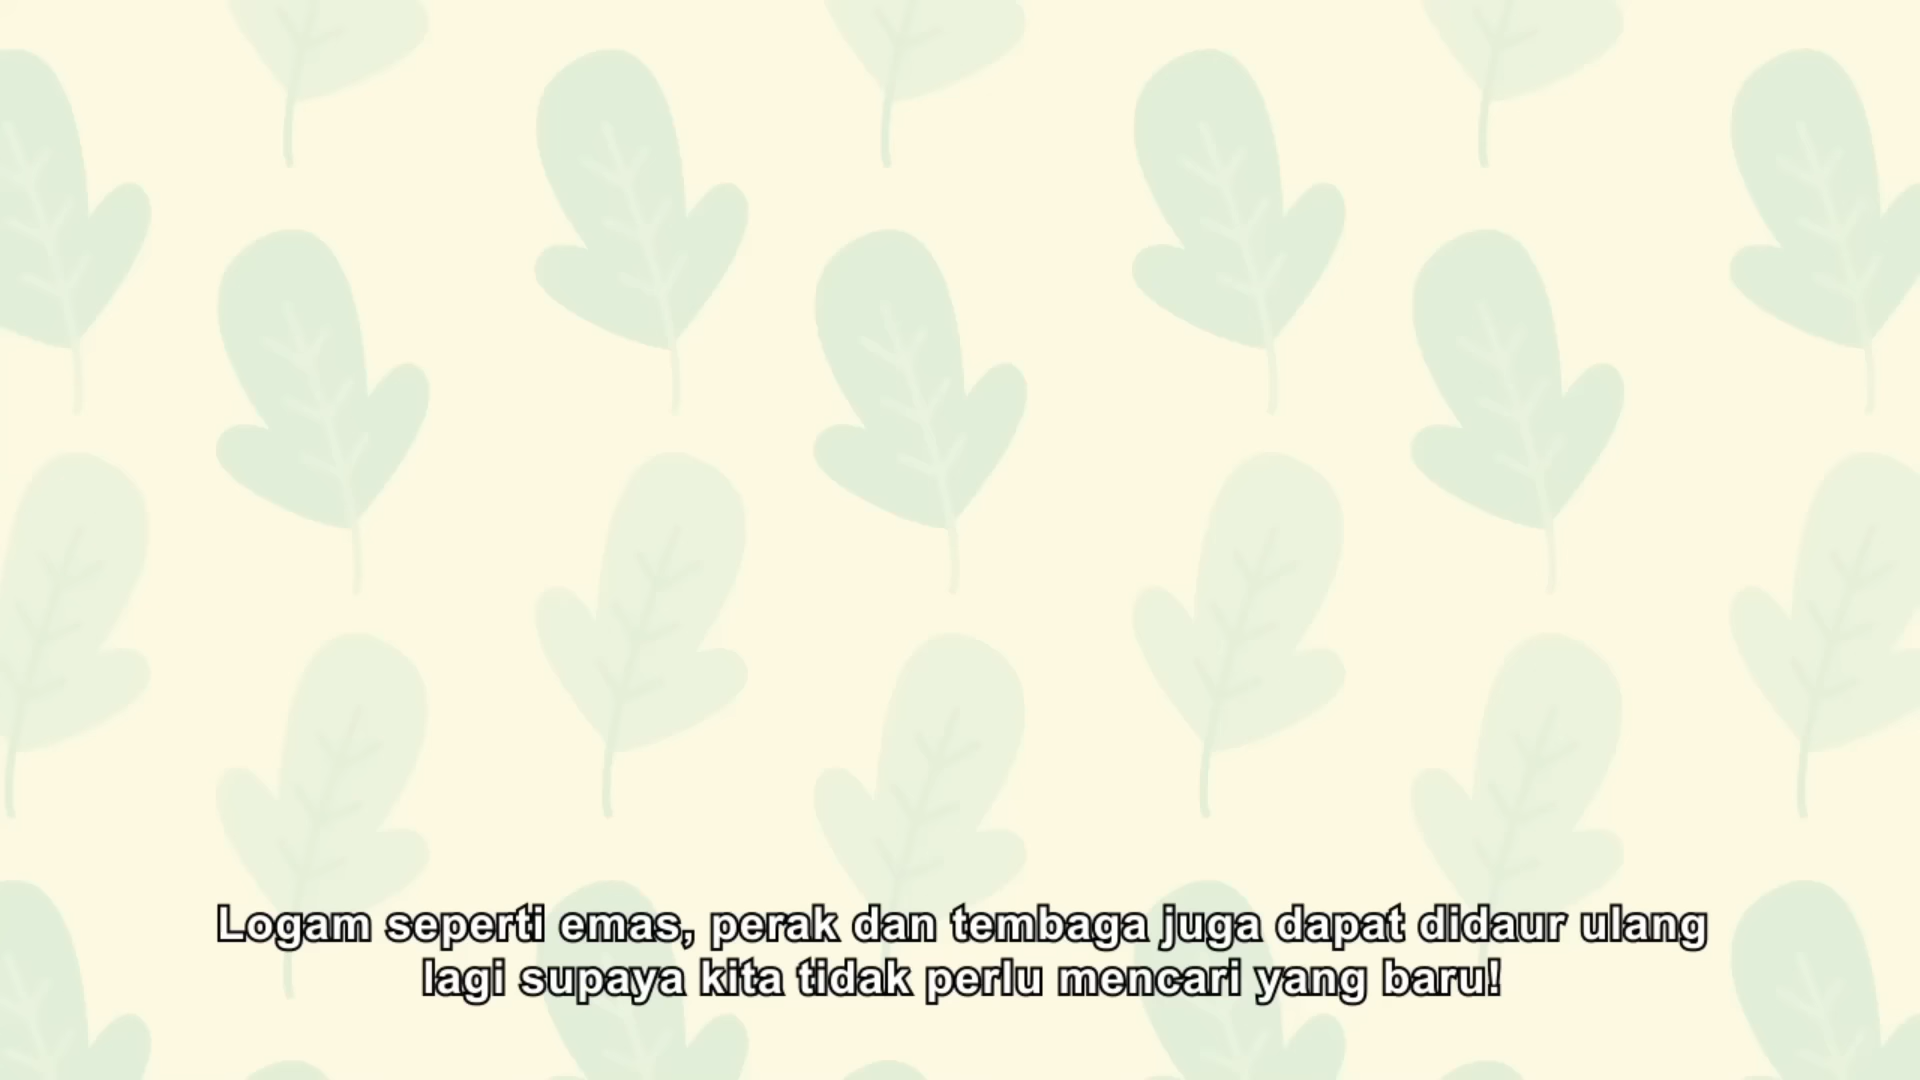 Logam seperti emas, perak dan tembaga juga dapat didaur ulang
lagi supaya kita tidak perlu mencari yang baru!